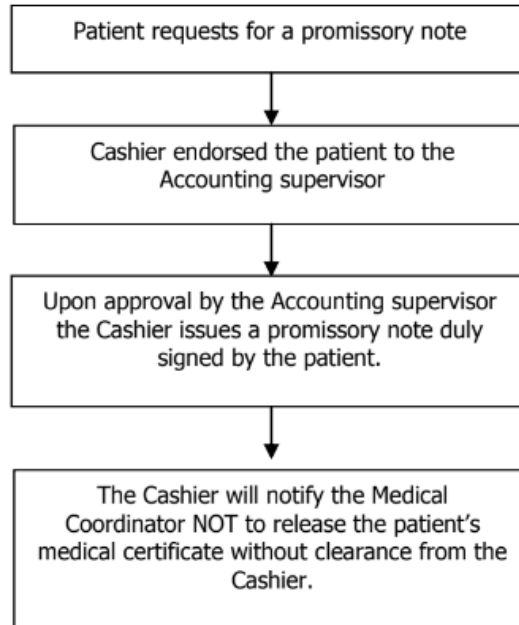 Patient requests for a promissory note
Cashier endorsed the patient to the
Accounting supervisor
Upon approval by the Accounting supervisor
the Cashier issues a promissory note duly
signed by the patient.
The Cashier will notify the Medical
Coordinator NOT to release the patient’s
medical certificate without clearance from the
Cashier.